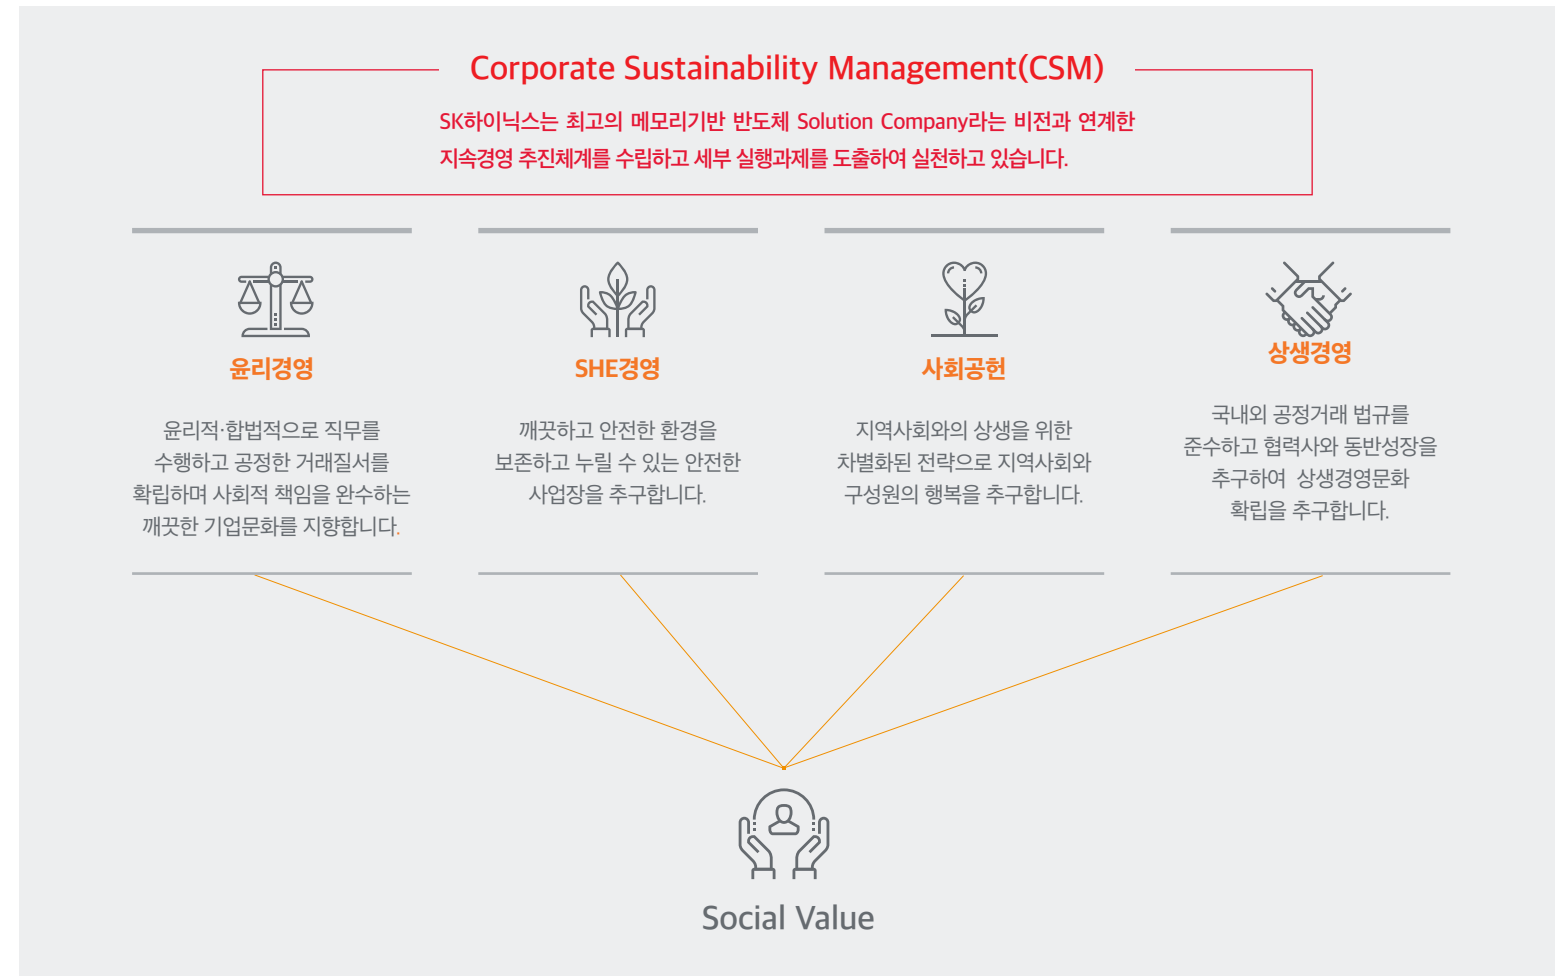 Corporate Sustainability Management(CSM)
SK하이닉스는 최고의 메모리기반 반도체 Solution Company라는 비전과 연계한
지속경영 추진체계를 수립하고 세부 실행과제를 도출하여 실천하고 있습니다.
윤리경영
윤리적·합법적으로 직무를
수행하고 공정한 거래질서를
확립하며 사회적 책임을 완수하는
깨끗한 기업문화를 지향합니다.
SHE경영
깨끗하고 안전한 환경을
보존하고 누릴 수 있는 안전한
사업장을 추구합니다.
사회공헌
지역사회와의 상생을 위한
차별화된 전략으로 지역사회와
구성원의 행복을 추구합니다.
상생경영
국내외 공정거래 법규를
준수하고 협력사와 동반성장을
추구하여 상생경영문화
확립을 추구합니다.
Social Value